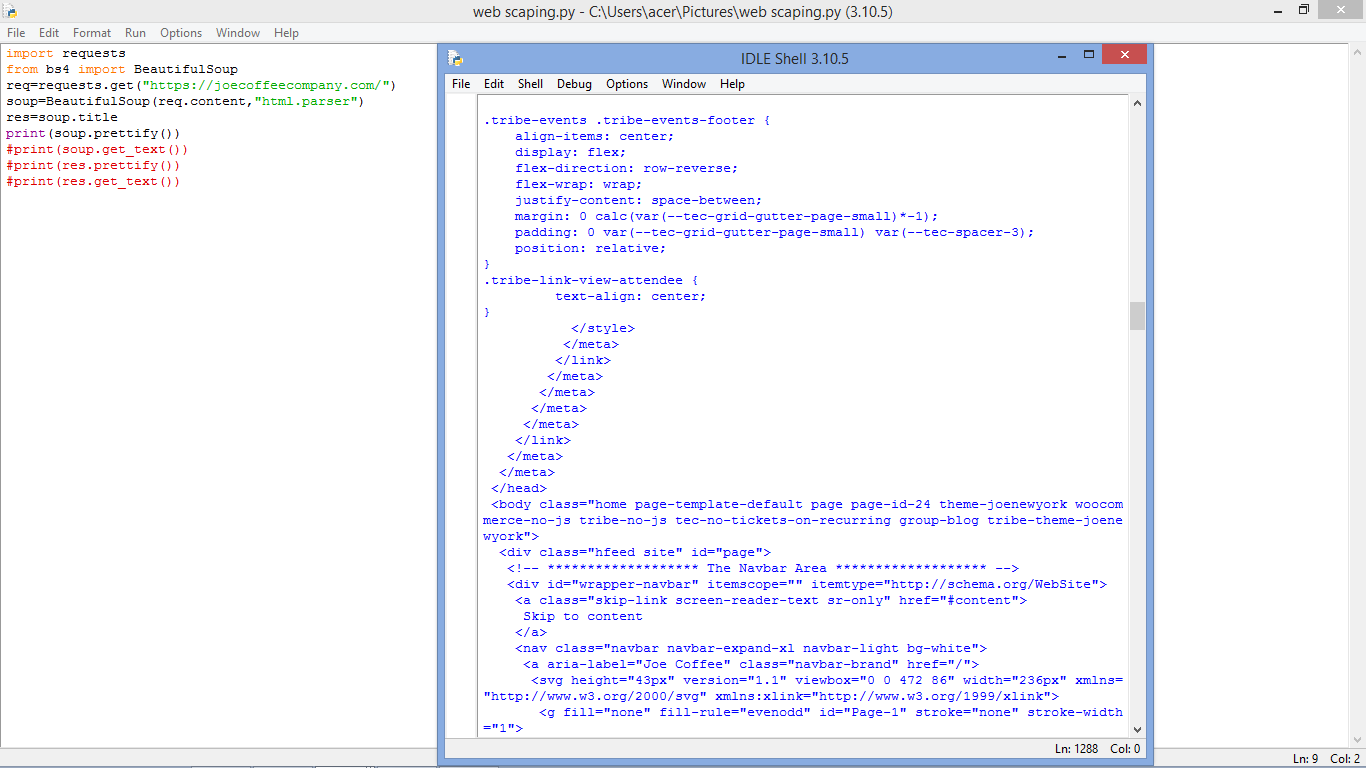 web scaping.py - C:\Users\acer\Pictures\web scaping.py (3.10.5)
File Edit Format Run Options Window Help
import requests
from bs4 import BeautifulSoup
req=requests.get("https://joecoffeecompany.com/")
soup=BeautifulSoup(req.content,"html.parser")
res=soup.title
print(soup.prettify())
#print(soup.get_text())
#print(res.prettify())
#print(res.get_text())
IDLE Shell 3.10.5
File Edit Shell Debug Options Window Help
.tribe-events .tribe-events-footer {
    align-items: center;
    display: flex;
    flex-direction: row-reverse;
    flex-wrap: wrap;
    justify-content: space-between;
    margin: 0 calc(var(--tec-grid-gutter-page-small)*-1);
    padding: 0 var(--tec-grid-gutter-page-small) var(--tec-spacer-3);
    position: relative;
}
.tribe-link-view-attendee {
         text-align: center;
}
           </style>
          </meta>
         </link>
        </meta>
       </meta>
      </meta>
     </meta>
    </link>
   </meta>
  </meta>
 </head>
 <body class="home page-template-default page page-id-24 theme-joenewyork woocom
merce-no-js tribe-no-js tec-no-tickets-on-recurring group-blog tribe-theme-joene
wyork">
  <div class="hfeed site" id="page">
   <!-- ******************* The Navbar Area ******************* -->
   <div id="wrapper-navbar" itemscope="" itemtype="http://schema.org/WebSite">
    <a class="skip-link screen-reader-text sr-only" href="#content">
     Skip to content
    </a>
    <nav class="navbar navbar-expand-xl navbar-light bg-white">
     <a aria-label="Joe Coffee" class="navbar-brand" href="/">
      <svg height="43px" version="1.1" viewbox="0 0 472 86" width="236px" xmlns=
"http://www.w3.org/2000/svg" xmlns:xlink="http://www.w3.org/1999/xlink">
       <g fill="none" fill-rule="evenodd" id="Page-1" stroke="none" stroke-width
="1">
Ln: 1288 Col: 0
Ln: 9 Col: 2